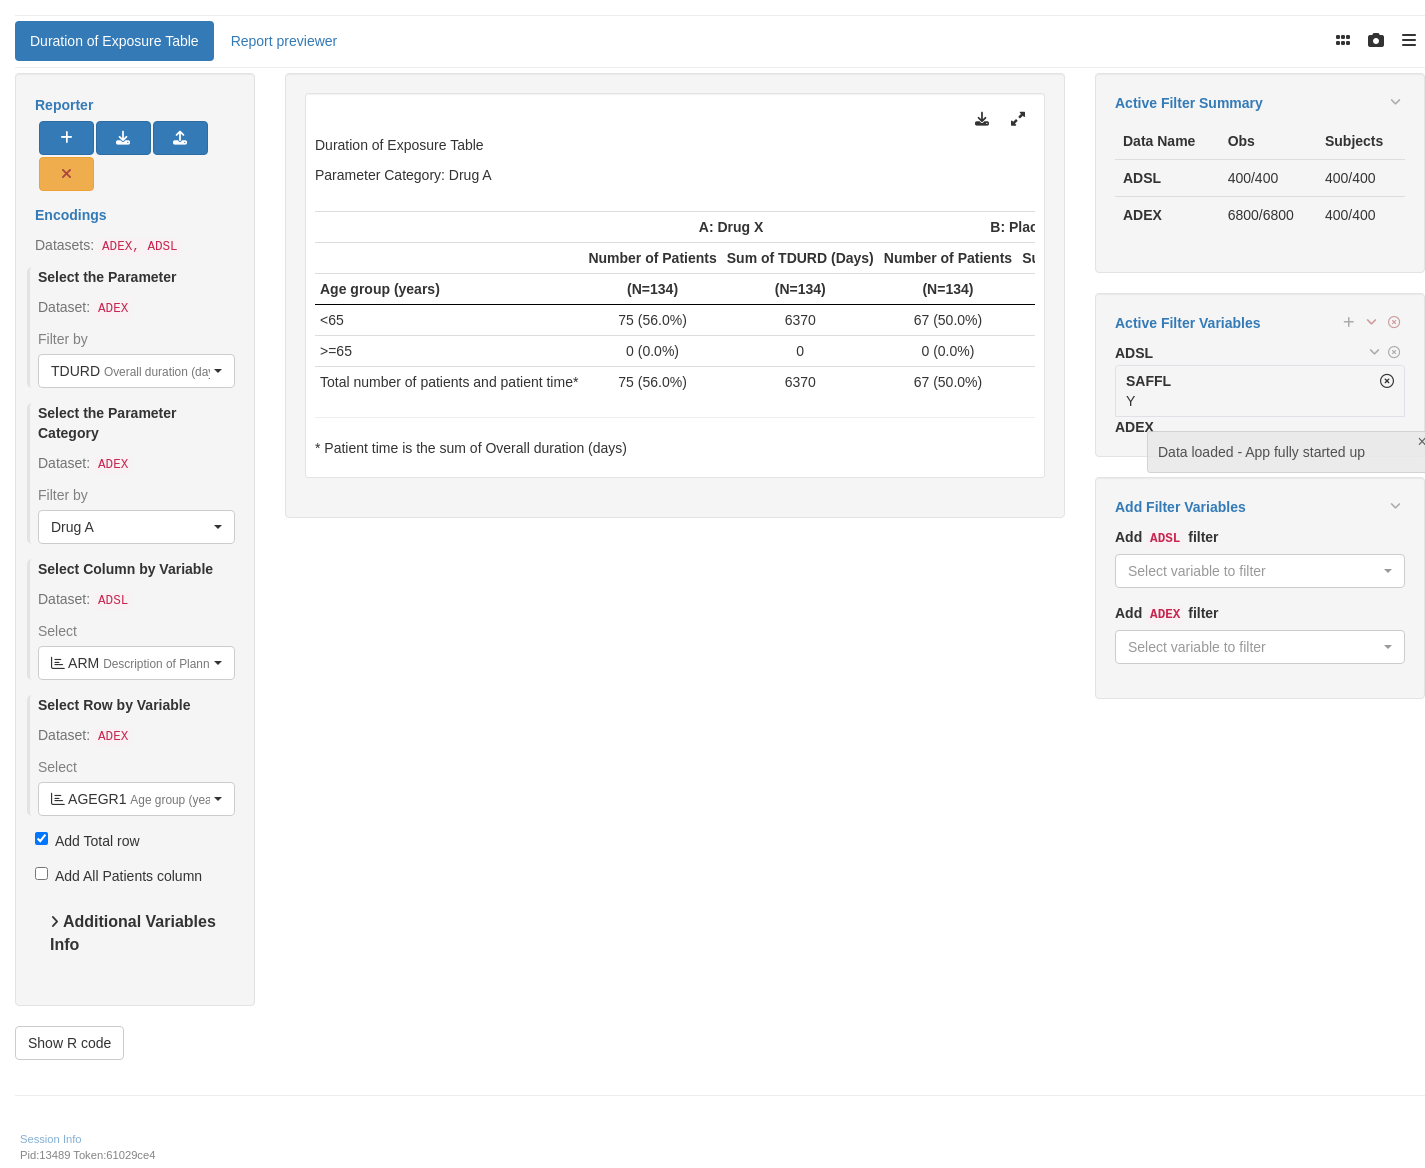 Duration of Exposure Table
Report previewer
Reporter
Encodings
Datasets: ADEX, ADSL
Select the Parameter
Dataset: ADEX
Filter by
TDURD Overall duration (day
Select the Parameter
Category
Dataset: ADEX
Filter by
Drug A
Select Column by Variable
Dataset: ADSL
Select
ARM Description of Plann
Select Row by Variable
Dataset: ADEX
Select
AGEGR1 Age group (yea
Add Total row
Add All Patients column
Additional Variables
Info
Show R code
Duration of Exposure Table
Parameter Category: Drug A
A: Drug X B: Plac
Number of Patients Sum of TDURD (Days) Number of Patients Su
Age group (years) (N=134) (N=134) (N=134)
<65 75 (56.0%) 6370 67 (50.0%)
>=65 0 (0.0%) 0 0 (0.0%)
Total number of patients and patient time* 75 (56.0%) 6370 67 (50.0%)
* Patient time is the sum of Overall duration (days)
Active Filter Summary
Data Name Obs Subjects
ADSL 400/400 400/400
ADEX 6800/6800 400/400
Active Filter Variables
ADSL
SAFFL
Y
ADEX
Data loaded - App fully started up
Add Filter Variables
Add ADSL filter
Select variable to filter
Add ADEX filter
Select variable to filter
Session Info
Pid:13489 Token:61029ce4